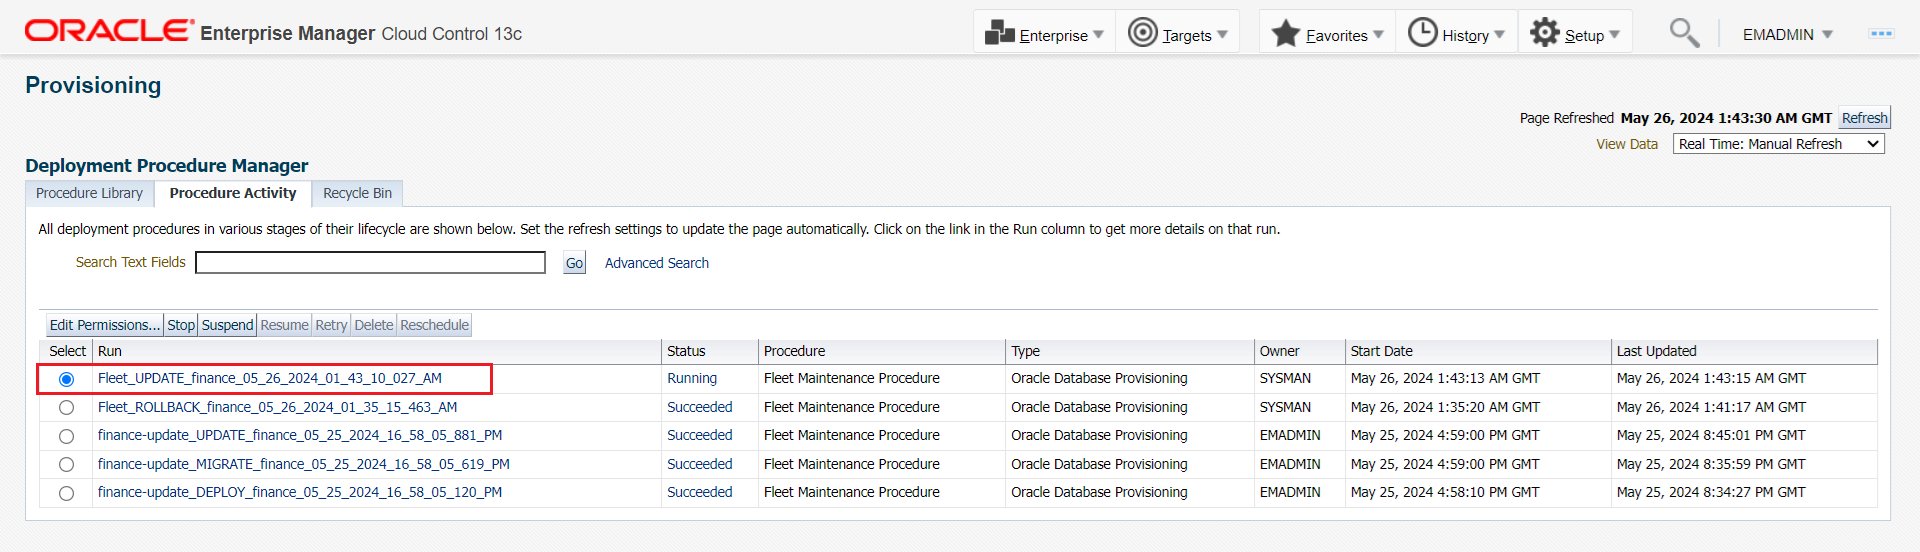 ORACLE Enterprise Manager Cloud Control 13c Enterprise Targets Favorites History Setup EMADMIN
Provisioning
Page Refreshed May 26, 2024 1:43:30 AM GMT Refresh
View Data Real Time: Manual Refresh
Deployment Procedure Manager
Procedure Library Procedure Activity Recycle Bin
All deployment procedures in various stages of their lifecycle are shown below. Set the refresh settings to update the page automatically. Click on the link in the Run column to get more details on that run.
Search Text Fields Go Advanced Search
Edit Permissions... Stop Suspend Resume Retry Delete Reschedule
Select Run Status Procedure Type Owner Start Date Last Updated
Fleet_UPDATE_finance_05_26_2024_01_43_10_027_AM Running Fleet Maintenance Procedure Oracle Database Provisioning SYSMAN May 26, 2024 1:43:13 AM GMT May 26, 2024 1:43:15 AM GMT
Fleet_ROLLBACK_finance_05_26_2024_01_35_15_463_AM Succeeded Fleet Maintenance Procedure Oracle Database Provisioning SYSMAN May 26, 2024 1:35:20 AM GMT May 26, 2024 1:41:17 AM GMT
finance-update_UPDATE_finance_05_25_2024_16_58_05_881_PM Succeeded Fleet Maintenance Procedure Oracle Database Provisioning EMADMIN May 25, 2024 4:59:00 PM GMT May 25, 2024 8:45:01 PM GMT
finance-update_MIGRATE_finance_05_25_2024_16_58_05_619_PM Succeeded Fleet Maintenance Procedure Oracle Database Provisioning EMADMIN May 25, 2024 4:59:00 PM GMT May 25, 2024 8:35:59 PM GMT
finance-update_DEPLOY_finance_05_25_2024_16_58_05_120_PM Succeeded Fleet Maintenance Procedure Oracle Database Provisioning EMADMIN May 25, 2024 4:58:10 PM GMT May 25, 2024 8:34:27 PM GMT